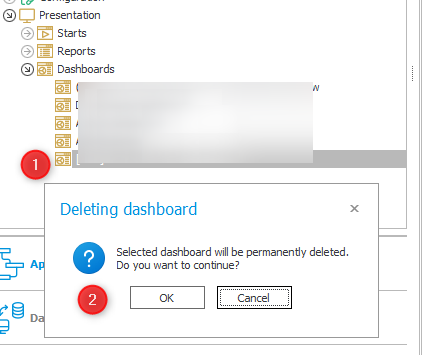 Configuration
Presentation
Starts
Reports
Dashboards
w
1
Deleting dashboard
Selected dashboard will be permanently deleted.
Do you want to continue?
Ap
2
OK
Cancel
Da